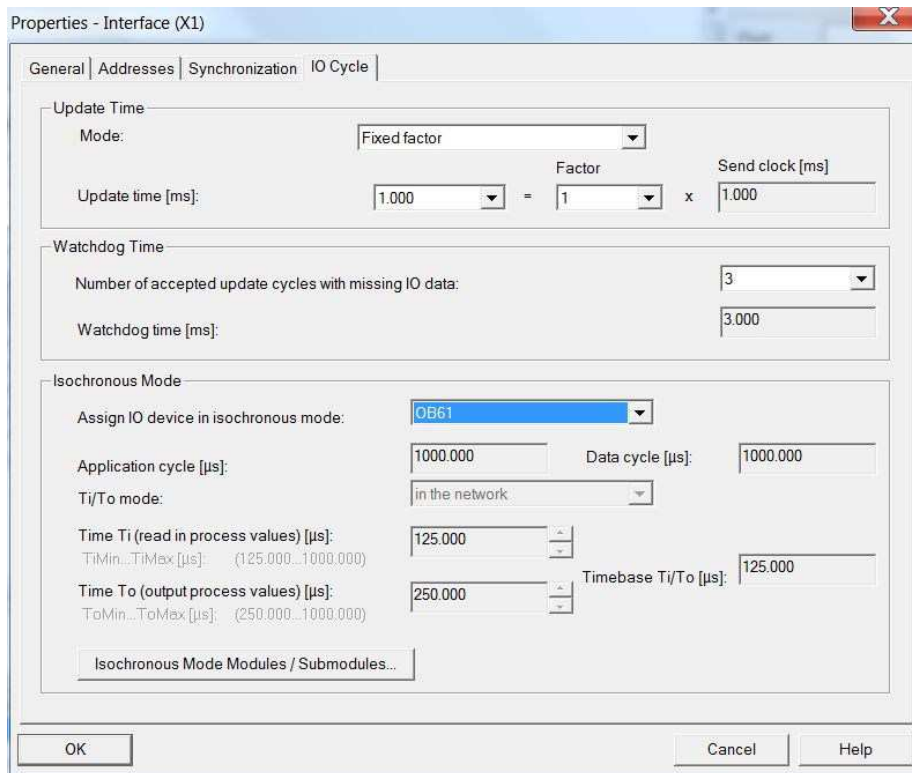 Properties - Interface (X1)
General Addresses Synchronization IO Cycle
Update Time
Mode: Fixed factor
Factor Send clock [ms]
Update time [ms]: 1.000 = 1 x 1.000
Watchdog Time
Number of accepted update cycles with missing IO data: 3
Watchdog time [ms]: 3.000
Isochronous Mode
Assign IO device in isochronous mode: OB61
Application cycle [µs]: 1000.000 Data cycle [µs]: 1000.000
Ti/To mode: in the network
Time Ti (read in process values) [µs]: 125.000
TiMin...TiMax [µs]: (125.000...1000.000)
Timebase Ti/To [µs]: 125.000
Time To (output process values) [µs]: 250.000
ToMin...ToMax [µs]: (250.000...1000.000)
Isochronous Mode Modules / Submodules...
OK Cancel Help